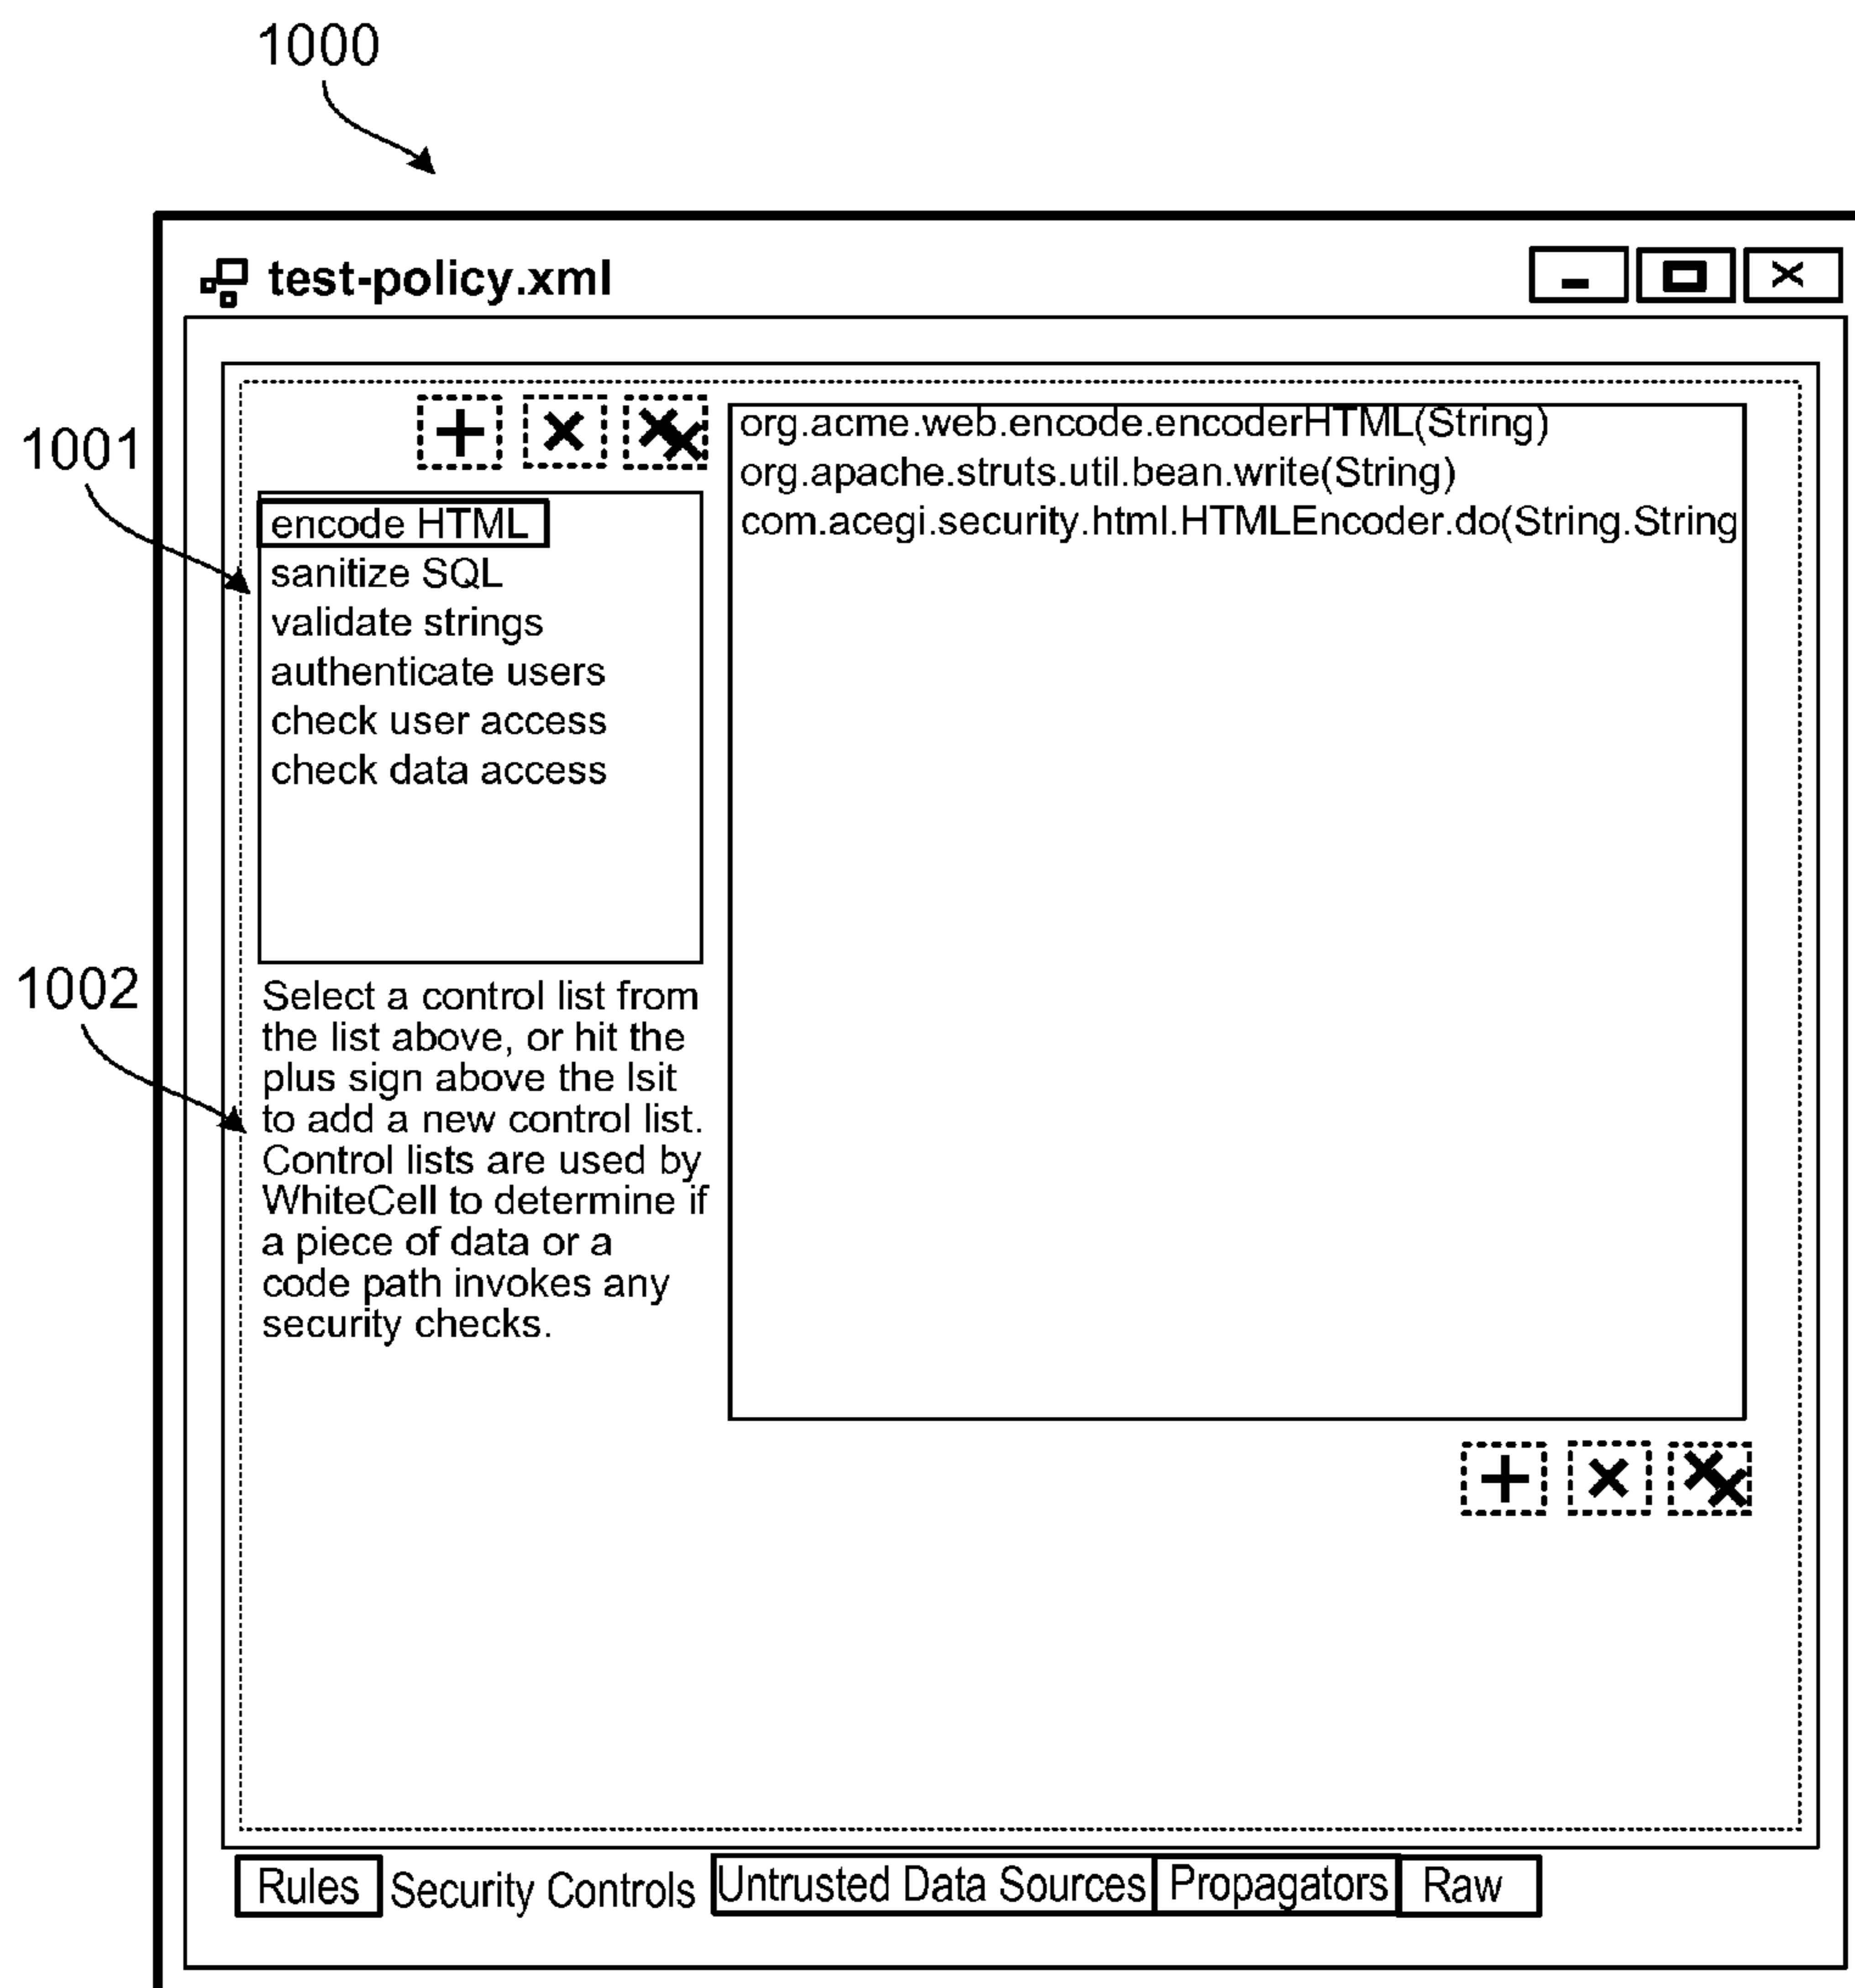 1000
test-policy.xml
1001
encode HTML
sanitize SQL
validate strings
authenticate users
check user access
check data access
org.acme.web.encode.encoderHTML(String)
org.apache.struts.util.bean.write(String)
com.acegi.security.html.HTMLEncoder.do(String.String
1002
Select a control list from
the list above, or hit the
plus sign above the lsit
to add a new control list.
Control lists are used by
WhiteCell to determine if
a piece of data or a
code path invokes any
security checks.
Rules Security Controls Untrusted Data Sources Propagators Raw